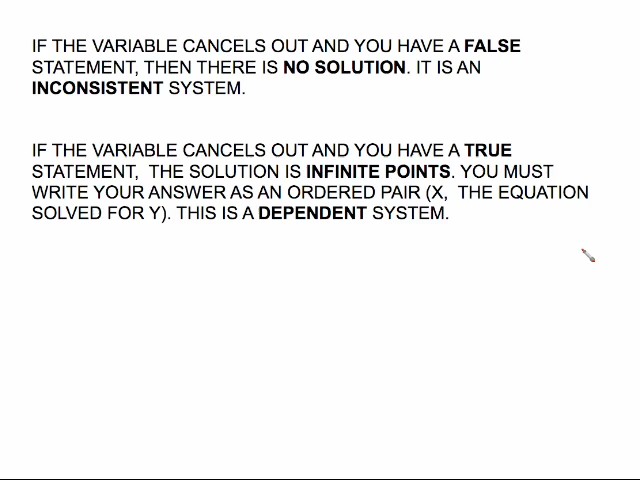 IF THE VARIABLE CANCELS OUT AND YOU HAVE A FALSE
STATEMENT, THEN THERE IS NO SOLUTION. IT IS AN
INCONSISTENT SYSTEM.
IF THE VARIABLE CANCELS OUT AND YOU HAVE A TRUE
STATEMENT, THE SOLUTION IS INFINITE POINTS. YOU MUST
WRITE YOUR ANSWER AS AN ORDERED PAIR (X, THE EQUATION
SOLVED FOR Y). THIS IS A DEPENDENT SYSTEM.